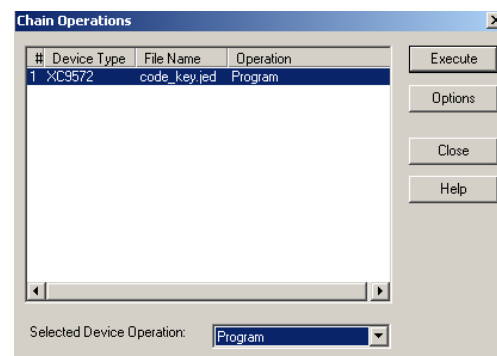 Chain Operations
# Device Type File Name Operation
1 XC9572 code_key.jed Program
Execute
Options
Close
Help
Selected Device Operation: Program